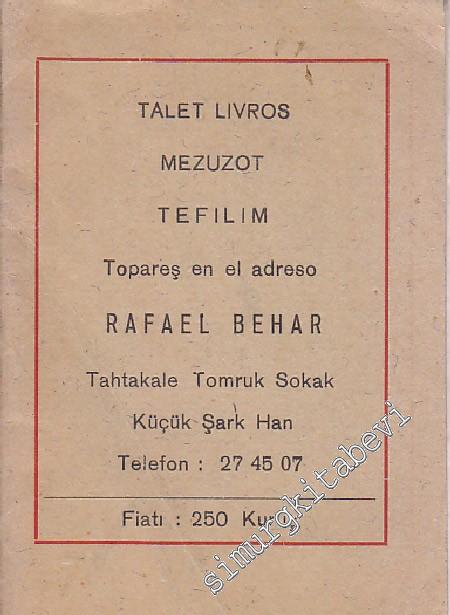 TALET LIVROS
MEZUZOT
TEFILIM
Topareş en el adreso
RAFAEL BEHAR
Tahtakale Tomruk Sokak
Küçük Şark Han
Telefon : 27 45 07
Fiatı : 250 Kuruş
simurgkitabevi